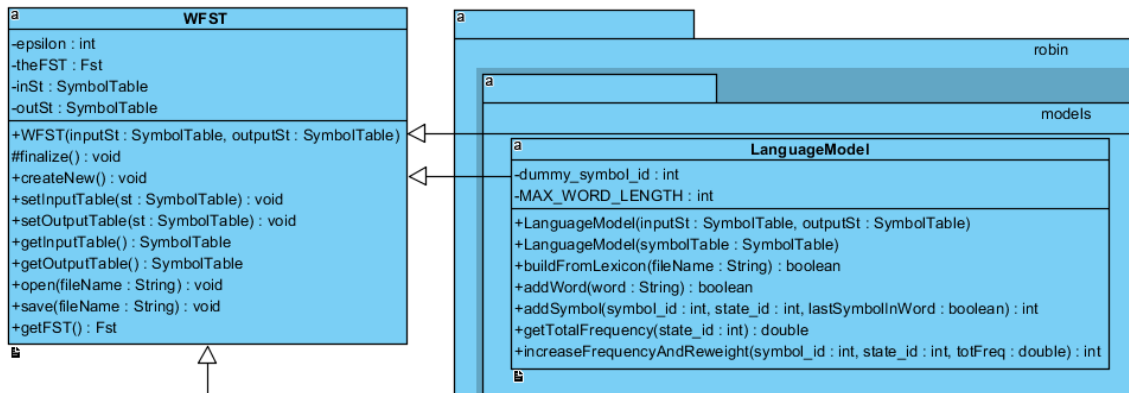 a
WFST
-epsilon : int
-theFST : Fst
-inSt : SymbolTable
-outSt : SymbolTable
+WFST(inputSt : SymbolTable, outputSt : SymbolTable)
#finalize() : void
+createNew() : void
+setInputTable(st : SymbolTable) : void
+setOutputTable(st : SymbolTable) : void
+getInputTable() : SymbolTable
+getOutputTable() : SymbolTable
+open(fileName : String) : void
+save(fileName : String) : void
+getFST() : Fst
a
robin
a
models
a
LanguageModel
-dummy_symbol_id : int
-MAX_WORD_LENGTH : int
+LanguageModel(inputSt : SymbolTable, outputSt : SymbolTable)
+LanguageModel(symbolTable : SymbolTable)
+buildFromLexicon(fileName : String) : boolean
+addWord(word : String) : boolean
+addSymbol(symbol_id : int, state_id : int, lastSymbolInWord : boolean) : int
+getTotalFrequency(state_id : int) : double
+increaseFrequencyAndReweight(symbol_id : int, state_id : int, totFreq : double) : int